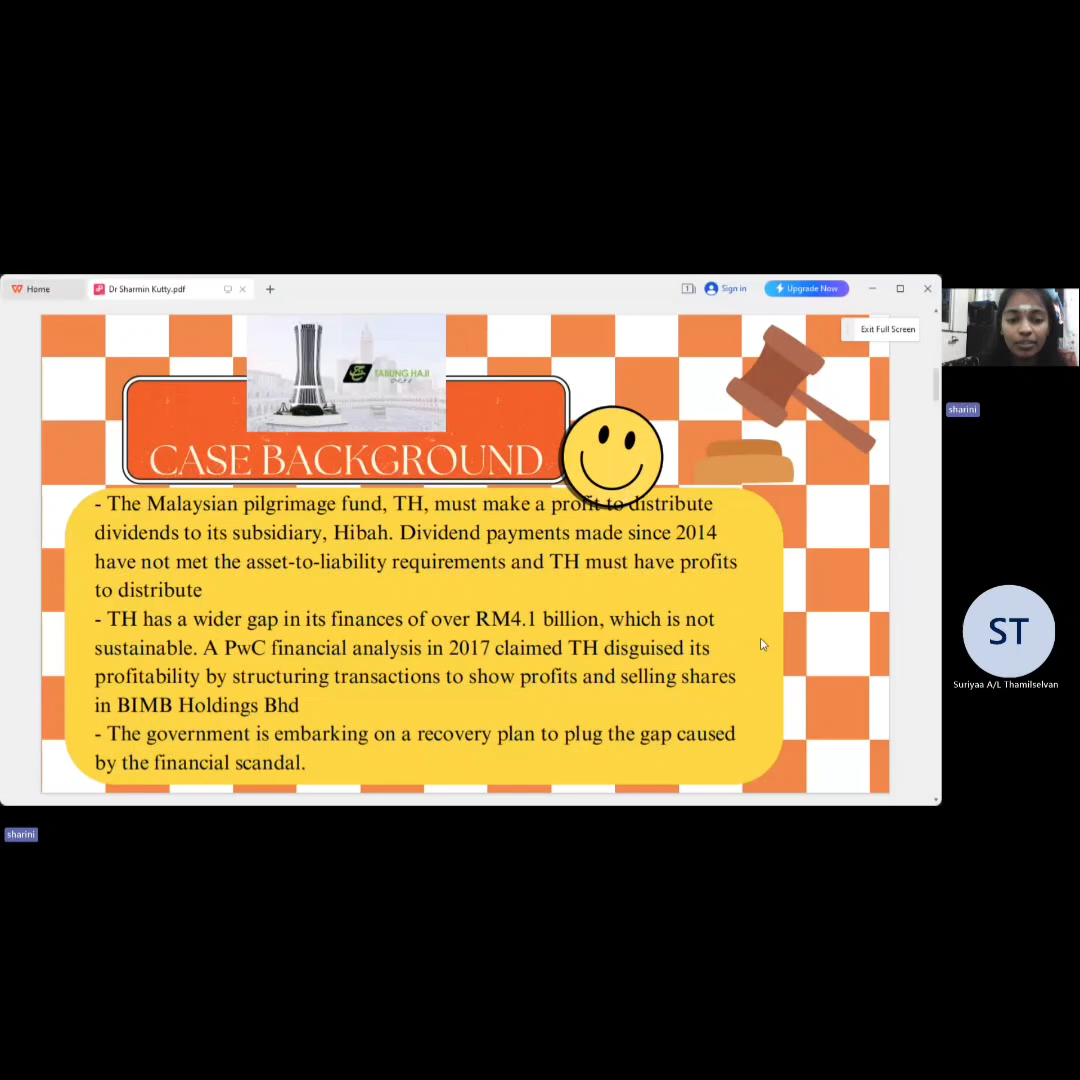 Home
Dr Sharmin Kutty.pdf
Sign in
Upgrade Now
Exit Full Screen
TABUNG HAJI
CASE BACKGROUND
- The Malaysian pilgrimage fund, TH, must make a profit to distribute
dividends to its subsidiary, Hibah. Dividend payments made since 2014
have not met the asset-to-liability requirements and TH must have profits
to distribute
- TH has a wider gap in its finances of over RM4.1 billion, which is not
sustainable. A PwC financial analysis in 2017 claimed TH disguised its
profitability by structuring transactions to show profits and selling shares
in BIMB Holdings Bhd
- The government is embarking on a recovery plan to plug the gap caused
by the financial scandal.
sharini
ST
Suriyaa A/L Thamilselvan
sharini